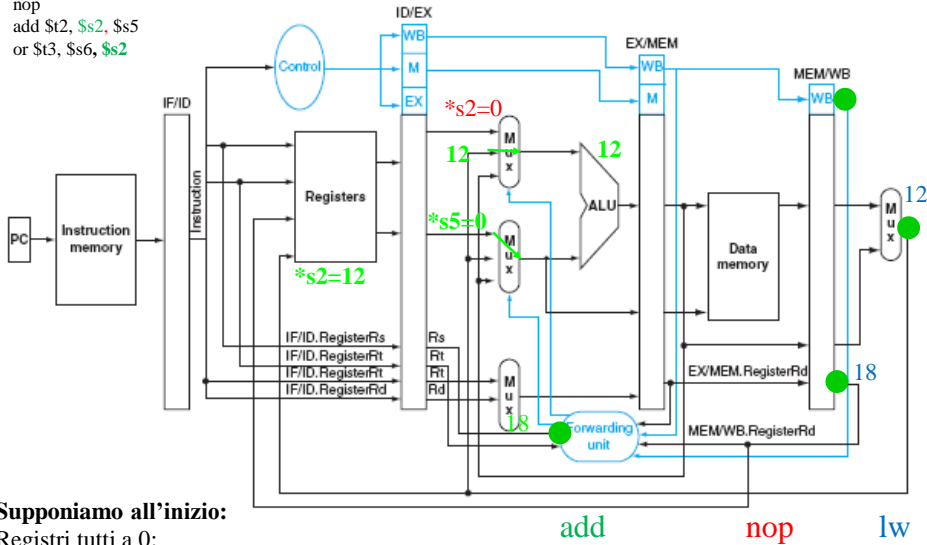 nop
add $t2, $s2, $s5
or $t3, $s6, $s2
ID/EX
WB
M
EX
Control
EX/MEM
WB
M
MEM/WB
WB
IF/ID
*s2=0
12
M
u
x
12
ALU
Instruction
Registers
PC
Instruction
memory
*s5=0
M
u
x
*s2=12
Data
memory
M
u
x
12
IF/ID.RegisterRs
IF/ID.RegisterRt
IF/ID.RegisterRt
IF/ID.RegisterRd
Rs
Rt
Rt
Rd
M
u
x
18
EX/MEM.RegisterRd
18
Forwarding
unit
MEM/WB.RegisterRd
Supponiamo all'inizio:
Registri tutti a 0;
add
nop
lw